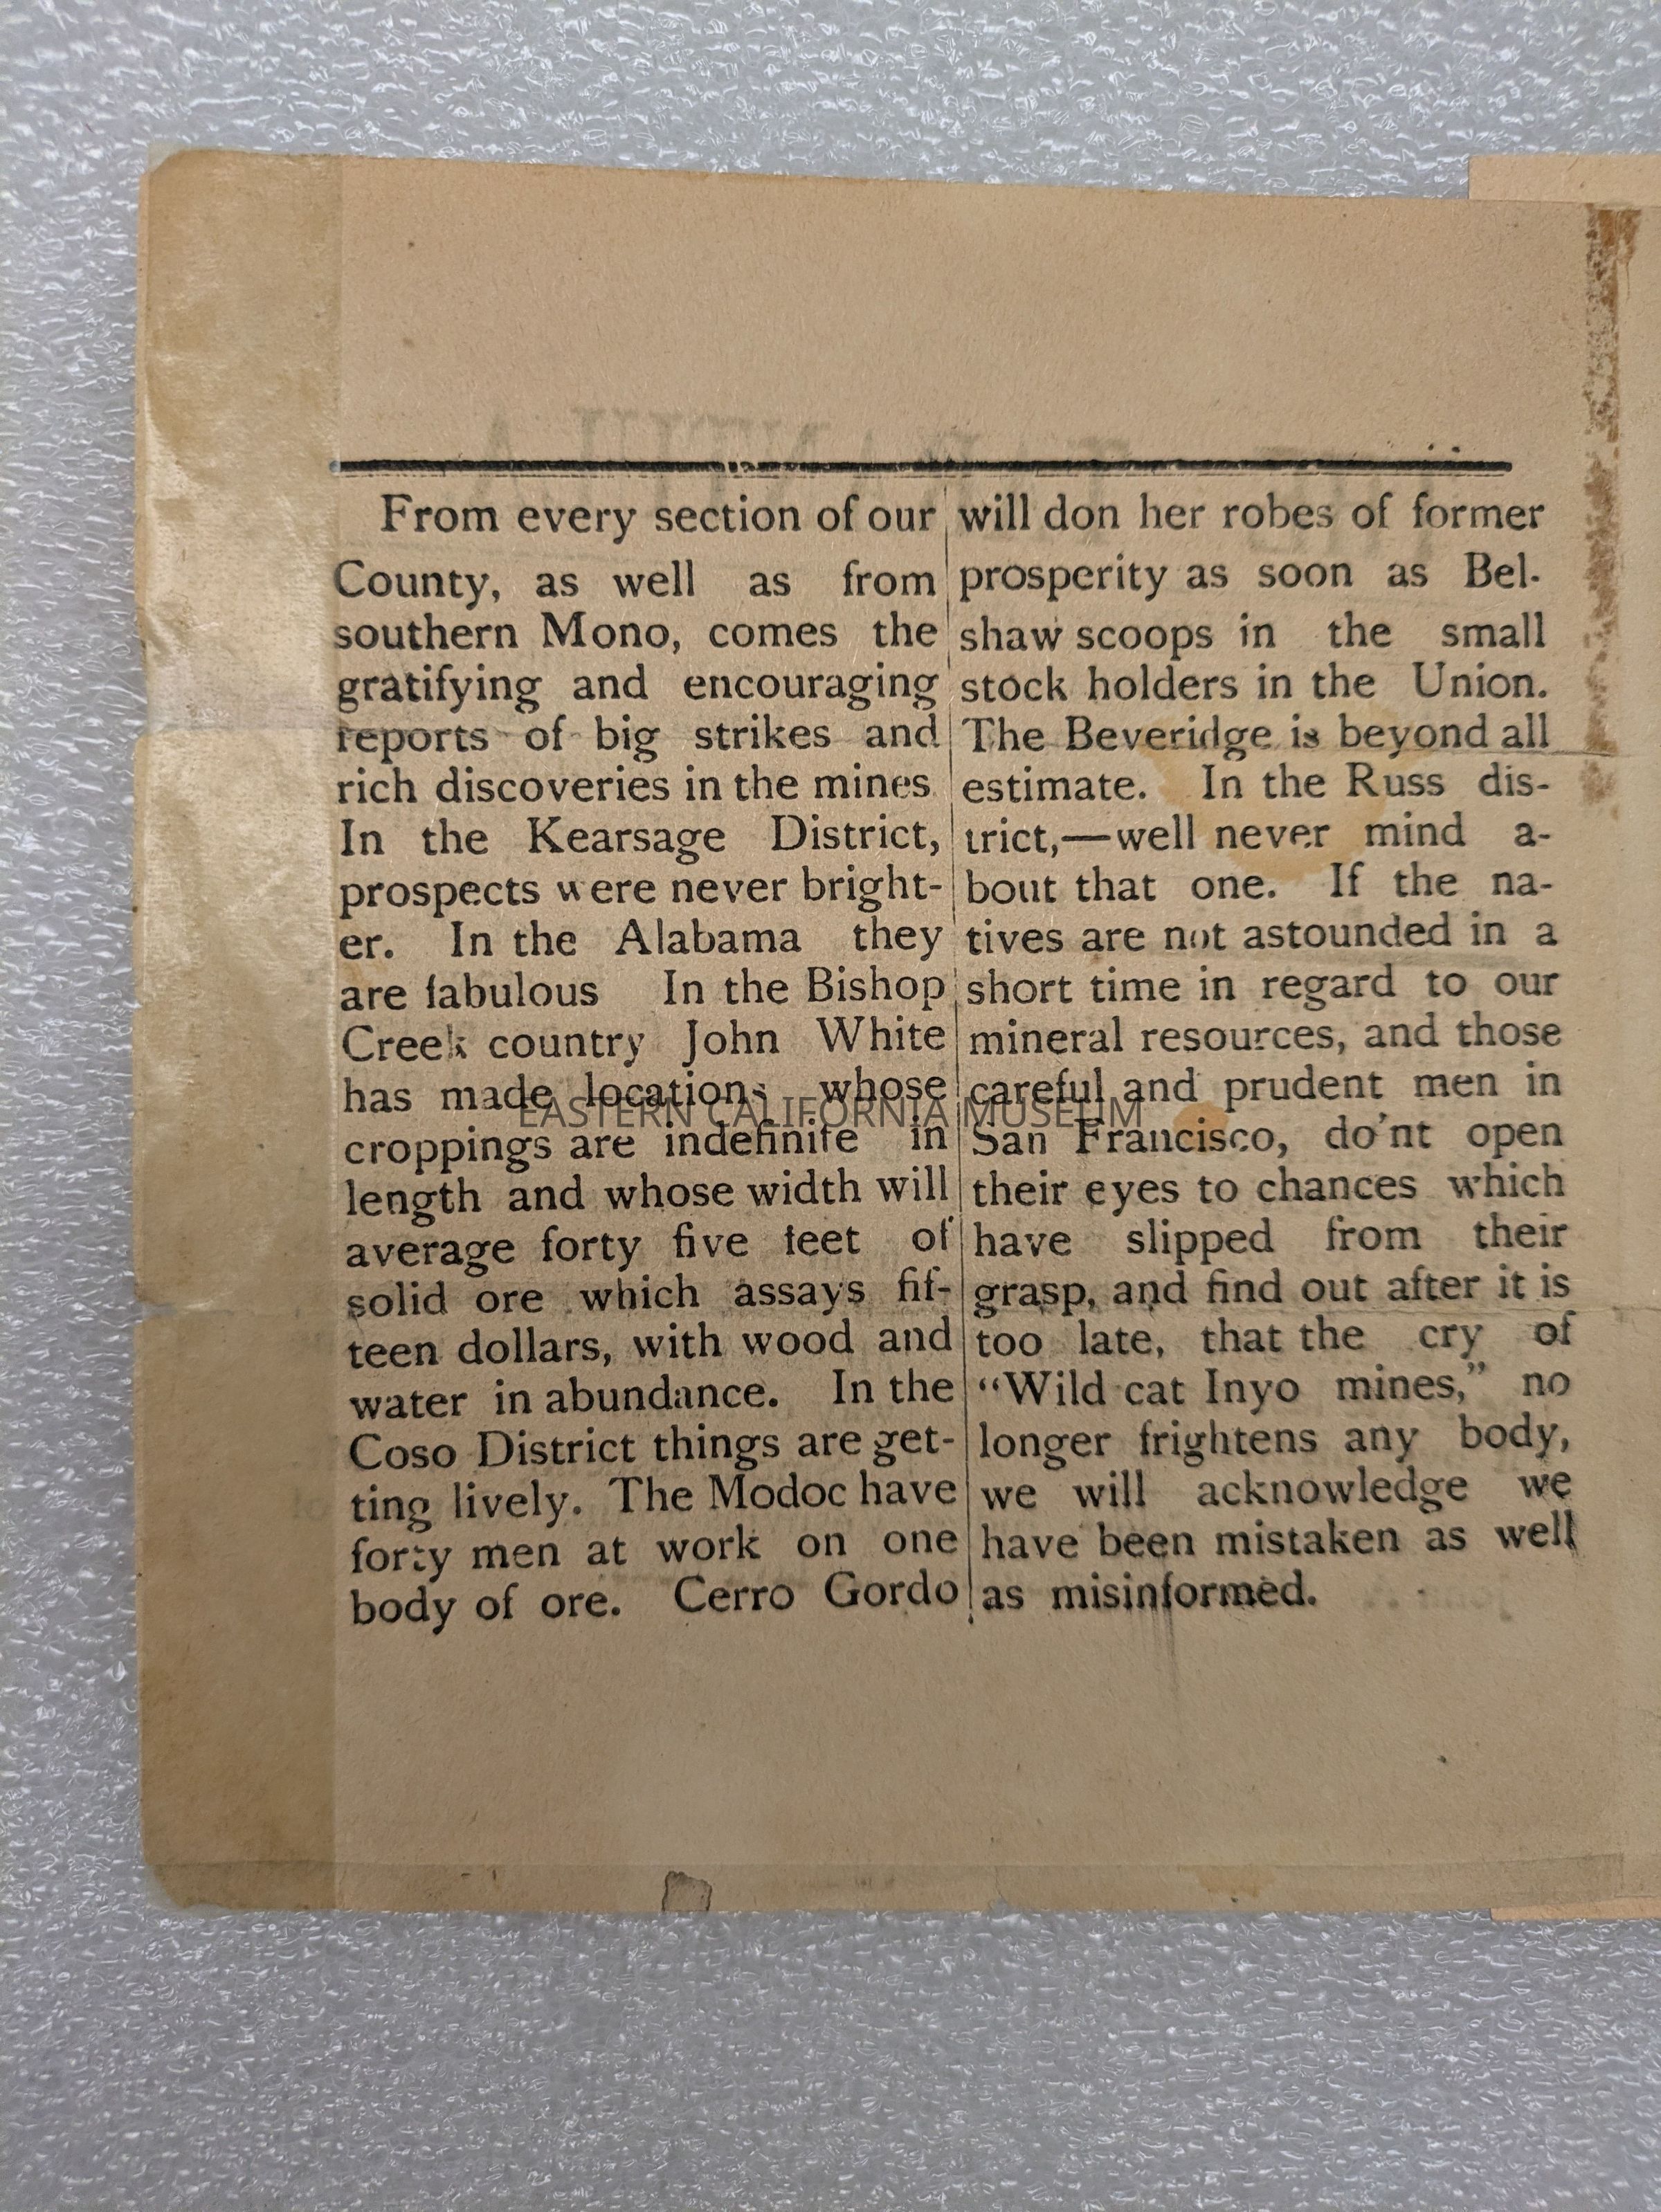 From every section of our
County, as well as from
southern Mono, comes the
gratifying and encouraging
reports of big strikes and
rich discoveries in the mines
In the Kearsage District,
prospects were never bright-
er. In the Alabama they
are fabulous In the Bishop
Creek country John White
has made locations whose
croppings are indefinite in
length and whose width will
average forty five feet of
solid ore which assays fif-
teen dollars, with wood and
water in abundance. In the
Coso District things are get-
ting lively. The Modoc have
forty men at work on one
body of ore. Cerro Gordo
will don her robes of former
prosperity as soon as Bel-
shaw scoops in the small
stock holders in the Union.
The Beveridge is beyond all
estimate. In the Russ dis-
trict,—well never mind a-
bout that one. If the na-
tives are not astounded in a
short time in regard to our
mineral resources, and those
careful and prudent men in
San Francisco, do'nt open
their eyes to chances which
have slipped from their
grasp, and find out after it is
too late, that the cry of
“Wild cat Inyo mines,” no
longer frightens any body,
we will acknowledge we
have been mistaken as well
as misinformed.
EASTERN CALIFORNIA MUSEUM